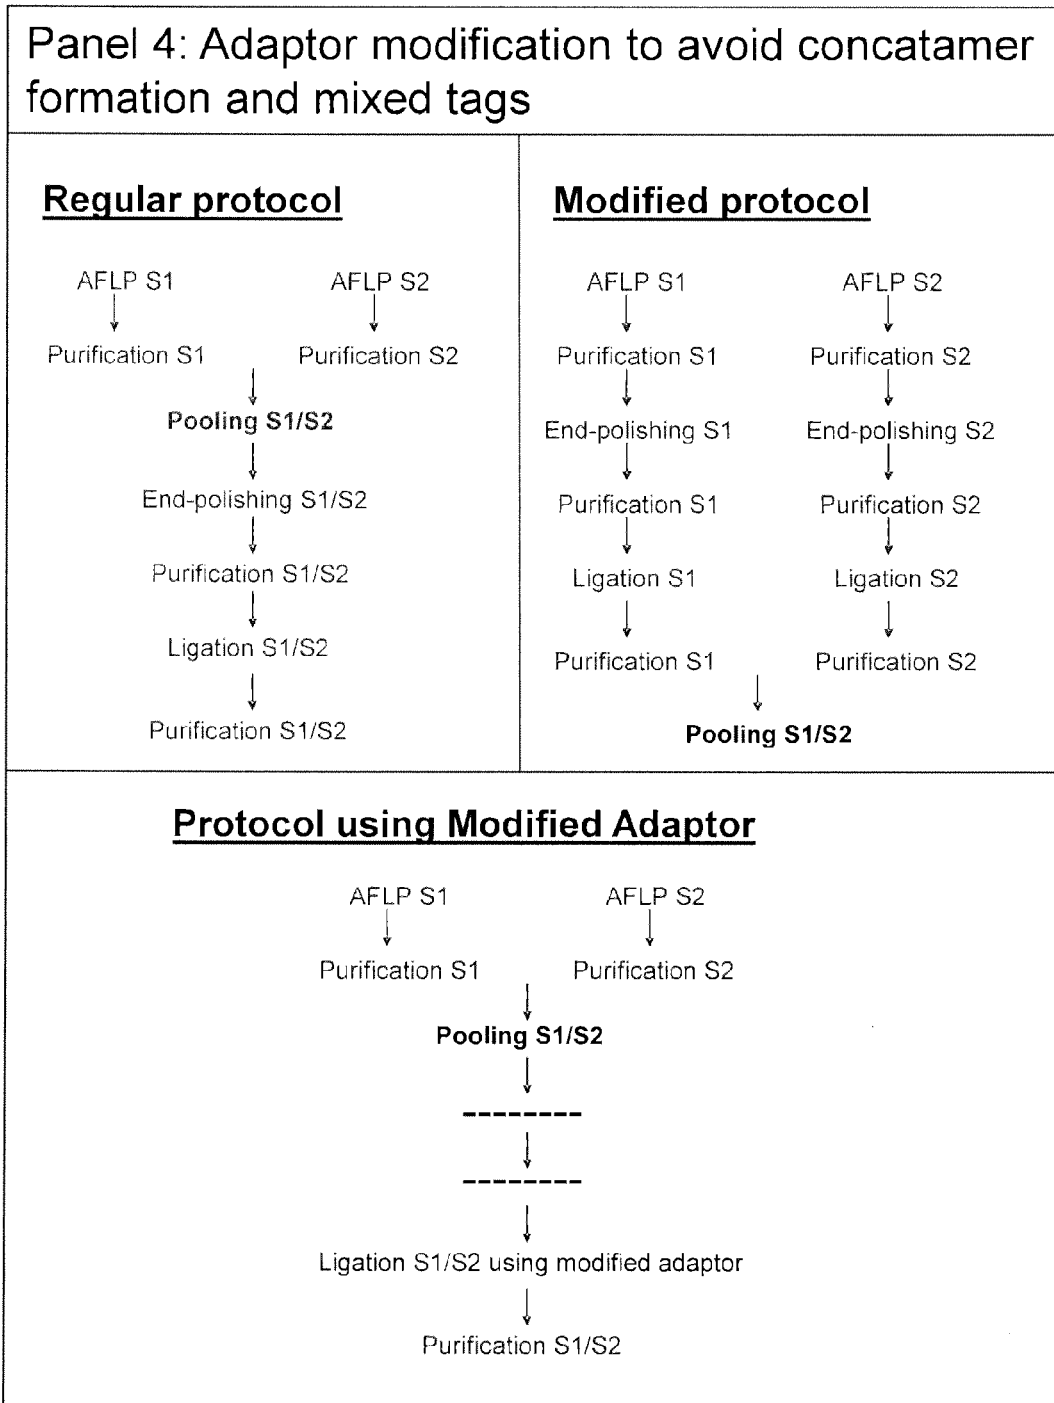 Panel 4: Adaptor modification to avoid concatamer
formation and mixed tags
Regular protocol
AFLP S1 AFLP S2
Purification S1 Purification S2
Pooling S1/S2
End-polishing S1/S2
Purification S1/S2
Ligation S1/S2
Purification S1/S2
Modified protocol
AFLP S1 AFLP S2
Purification S1 Purification S2
End-polishing S1 End-polishing S2
Purification S1 Purification S2
Ligation S1 Ligation S2
Purification S1 Purification S2
Pooling S1/S2
Protocol using Modified Adaptor
AFLP S1 AFLP S2
Purification S1 Purification S2
Pooling S1/S2
--------
--------
Ligation S1/S2 using modified adaptor
Purification S1/S2